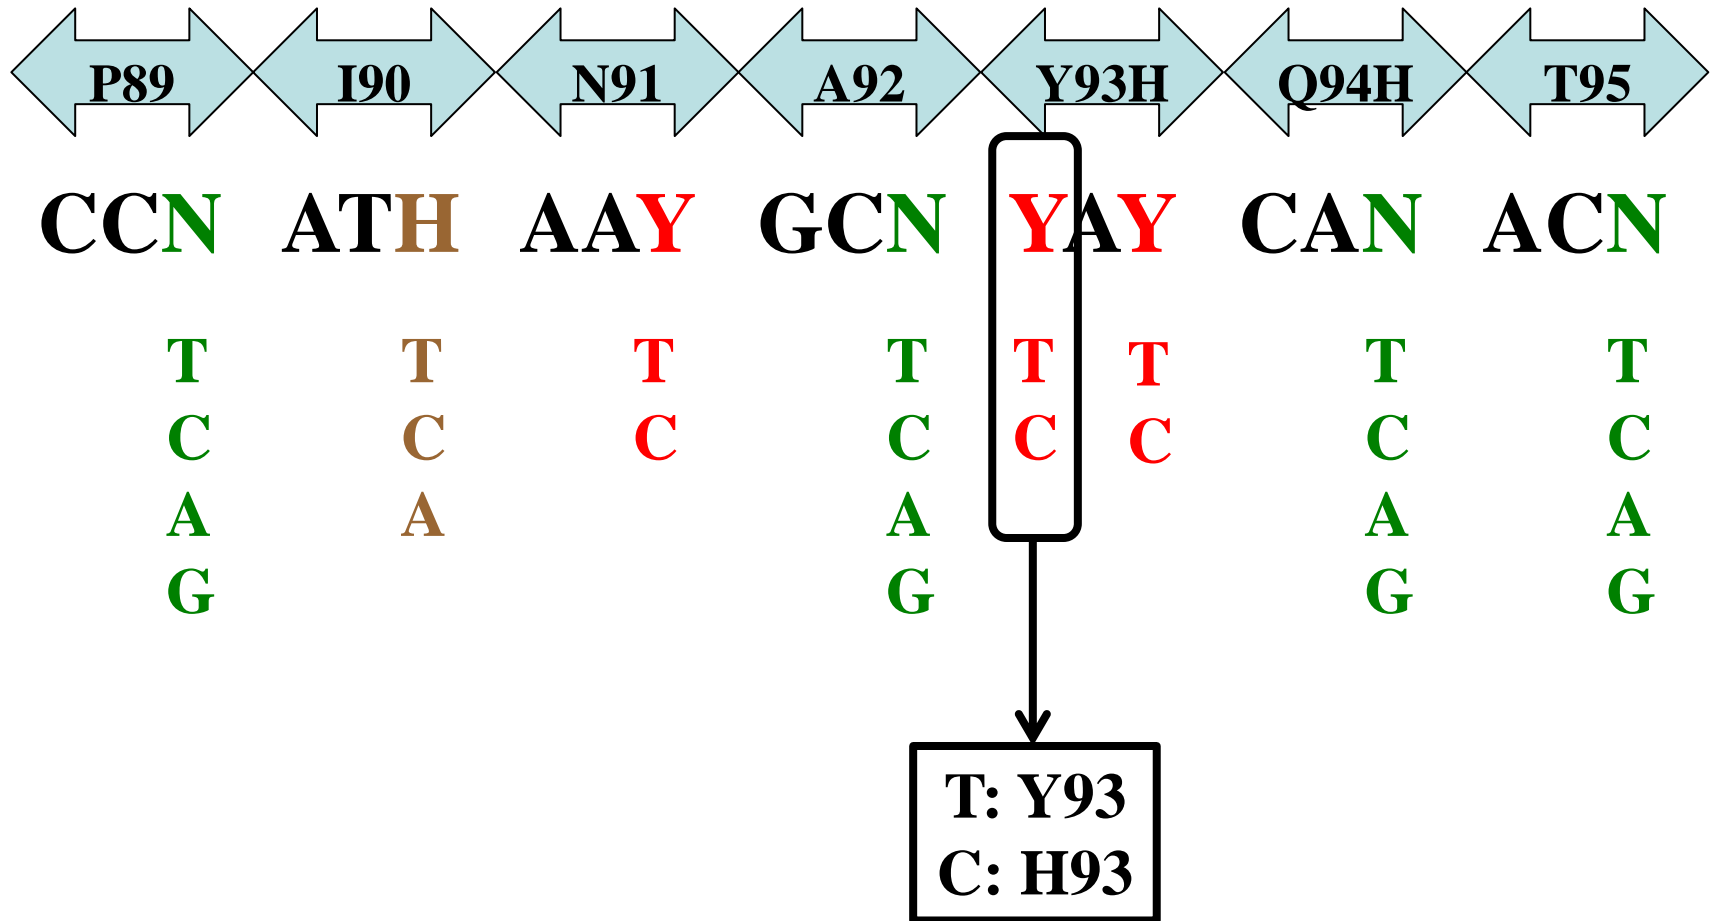 P89 I90 N91 A92 Y93H Q94H T95
CCN ATH AAY GCN YAY CAN ACN
T T T T T T T T
C C C C C C C C
A A A A A
G G G G
T: Y93
C: H93